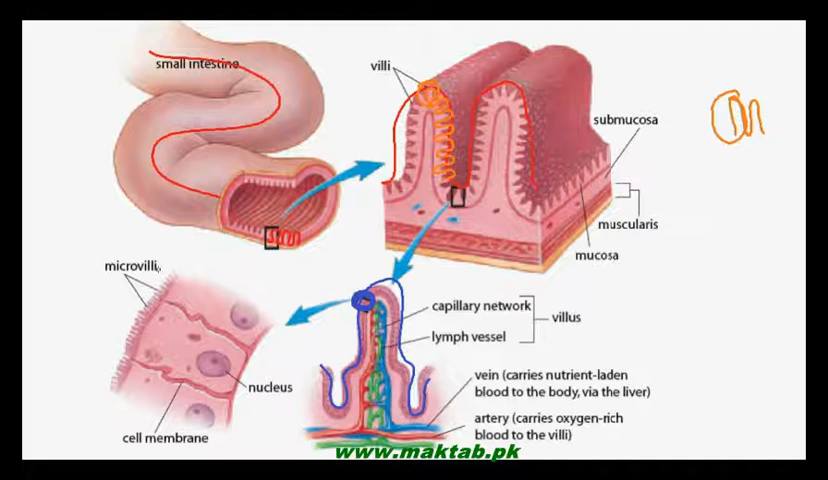 small intestine
villi
submucosa
muscularis
mucosa
microvilli
nucleus
cell membrane
capillary network
villus
lymph vessel
vein (carries nutrient-laden
blood to the body, via the liver)
artery (carries oxygen-rich
blood to the villi)
www.maktab.pk